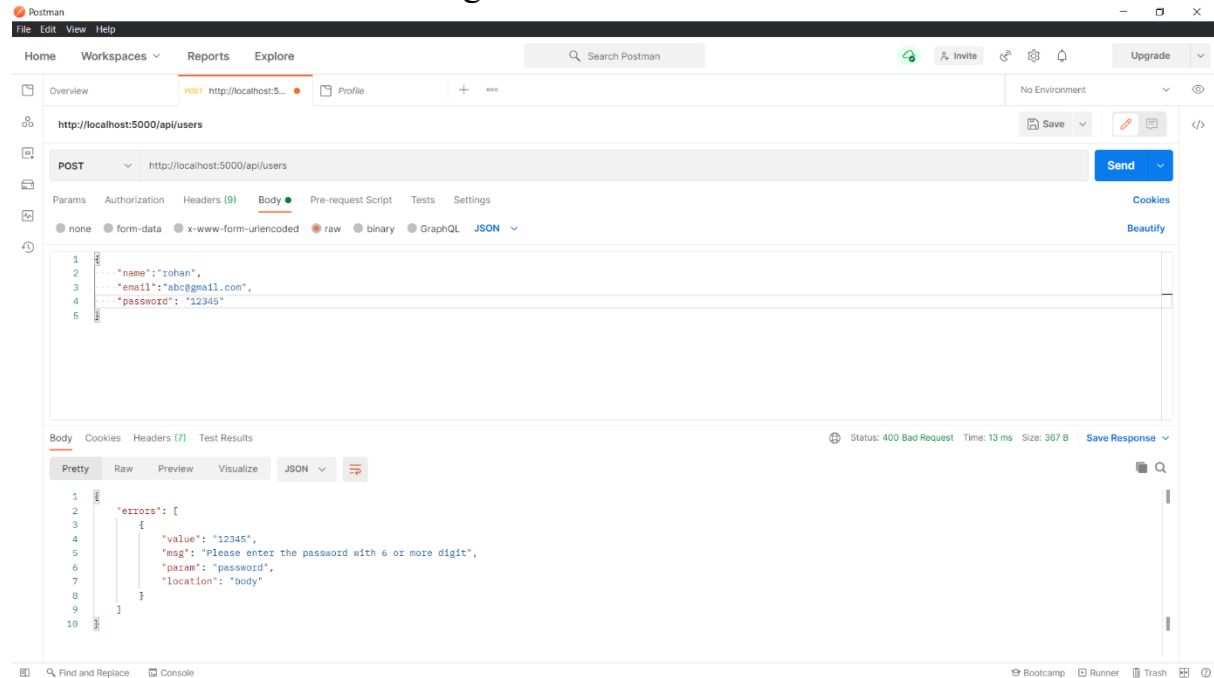 Postman
File Edit View Help
Home Workspaces Reports Explore Search Postman Invite Upgrade
Overview POST http://localhost:5... Profile + ooo No Environment
http://localhost:5000/api/users Save </>
POST http://localhost:5000/api/users Send
Params Authorization Headers (9) Body Pre-request Script Tests Settings Cookies
none form-data x-www-form-urlencoded raw binary GraphQL JSON Beautify
1 {
2 "name":"rohan",
3 "email":"abc@gmail.com",
4 "password": "12345"
5 }
Body Cookies Headers (7) Test Results Status: 400 Bad Request Time: 13 ms Size: 367 B Save Response
Pretty Raw Preview Visualize JSON
1 {
2 "errors": [
3 {
4 "value": "12345",
5 "msg": "Please enter the password with 6 or more digit",
6 "param": "password",
7 "location": "body"
8 }
9 ]
10 }
Find and Replace Console Bootcamp Runner Trash